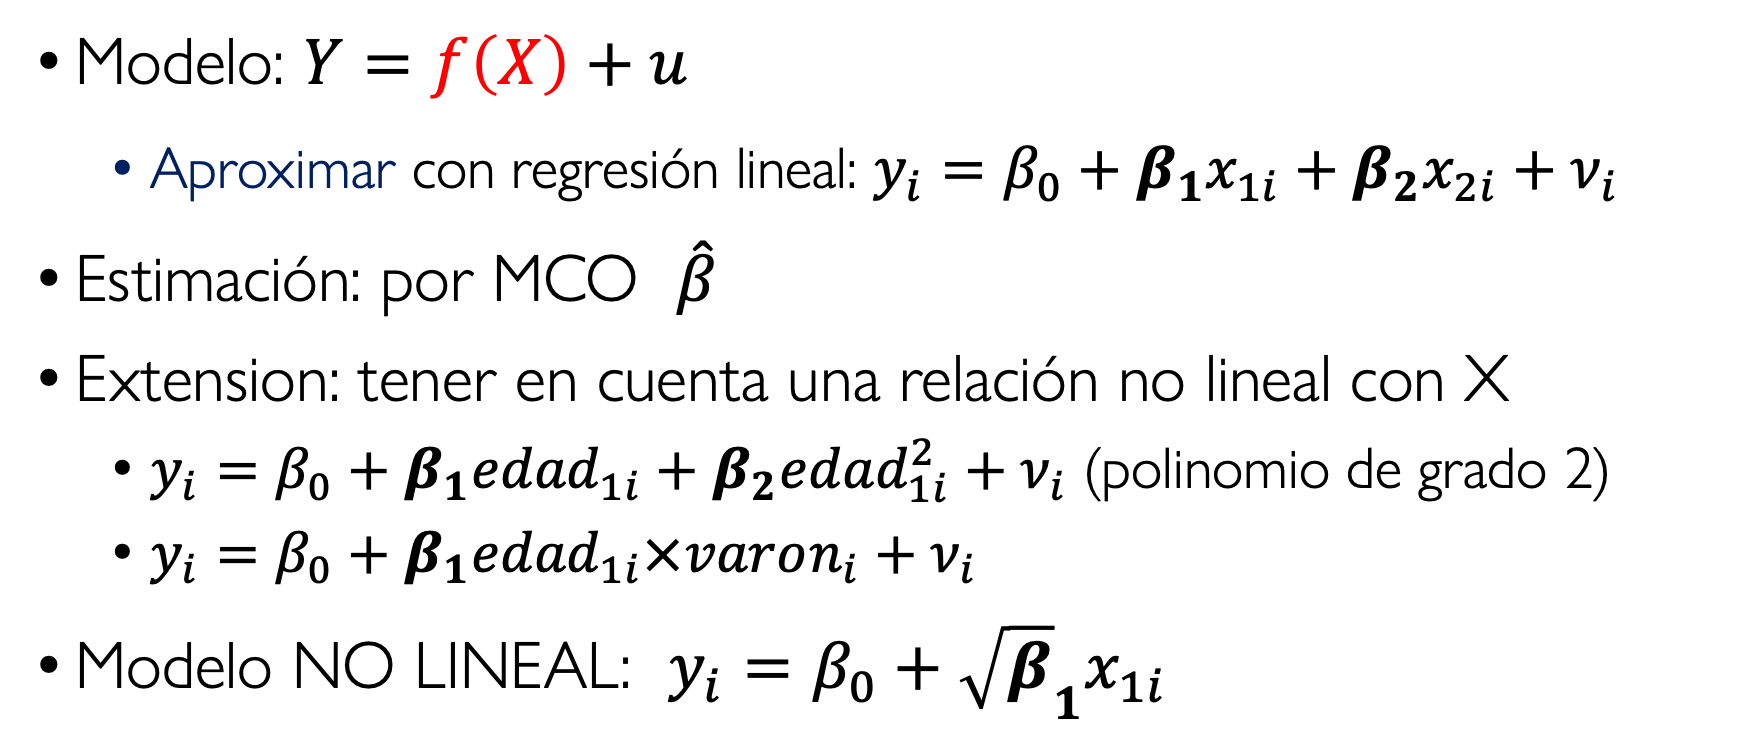 • Modelo: Y = f(X) + u
• Aproximar con regresión lineal: yᵢ = β₀ + β₁x₁ᵢ + β₂x₂ᵢ + νᵢ
• Estimación: por MCO β̂
• Extension: tener en cuenta una relación no lineal con X
• yᵢ = β₀ + β₁edad₁ᵢ + β₂edad₁ᵢ² + νᵢ (polinomio de grado 2)
• yᵢ = β₀ + β₁edad₁ᵢ×varonᵢ + νᵢ
• Modelo NO LINEAL: yᵢ = β₀ + √β₁x₁ᵢ